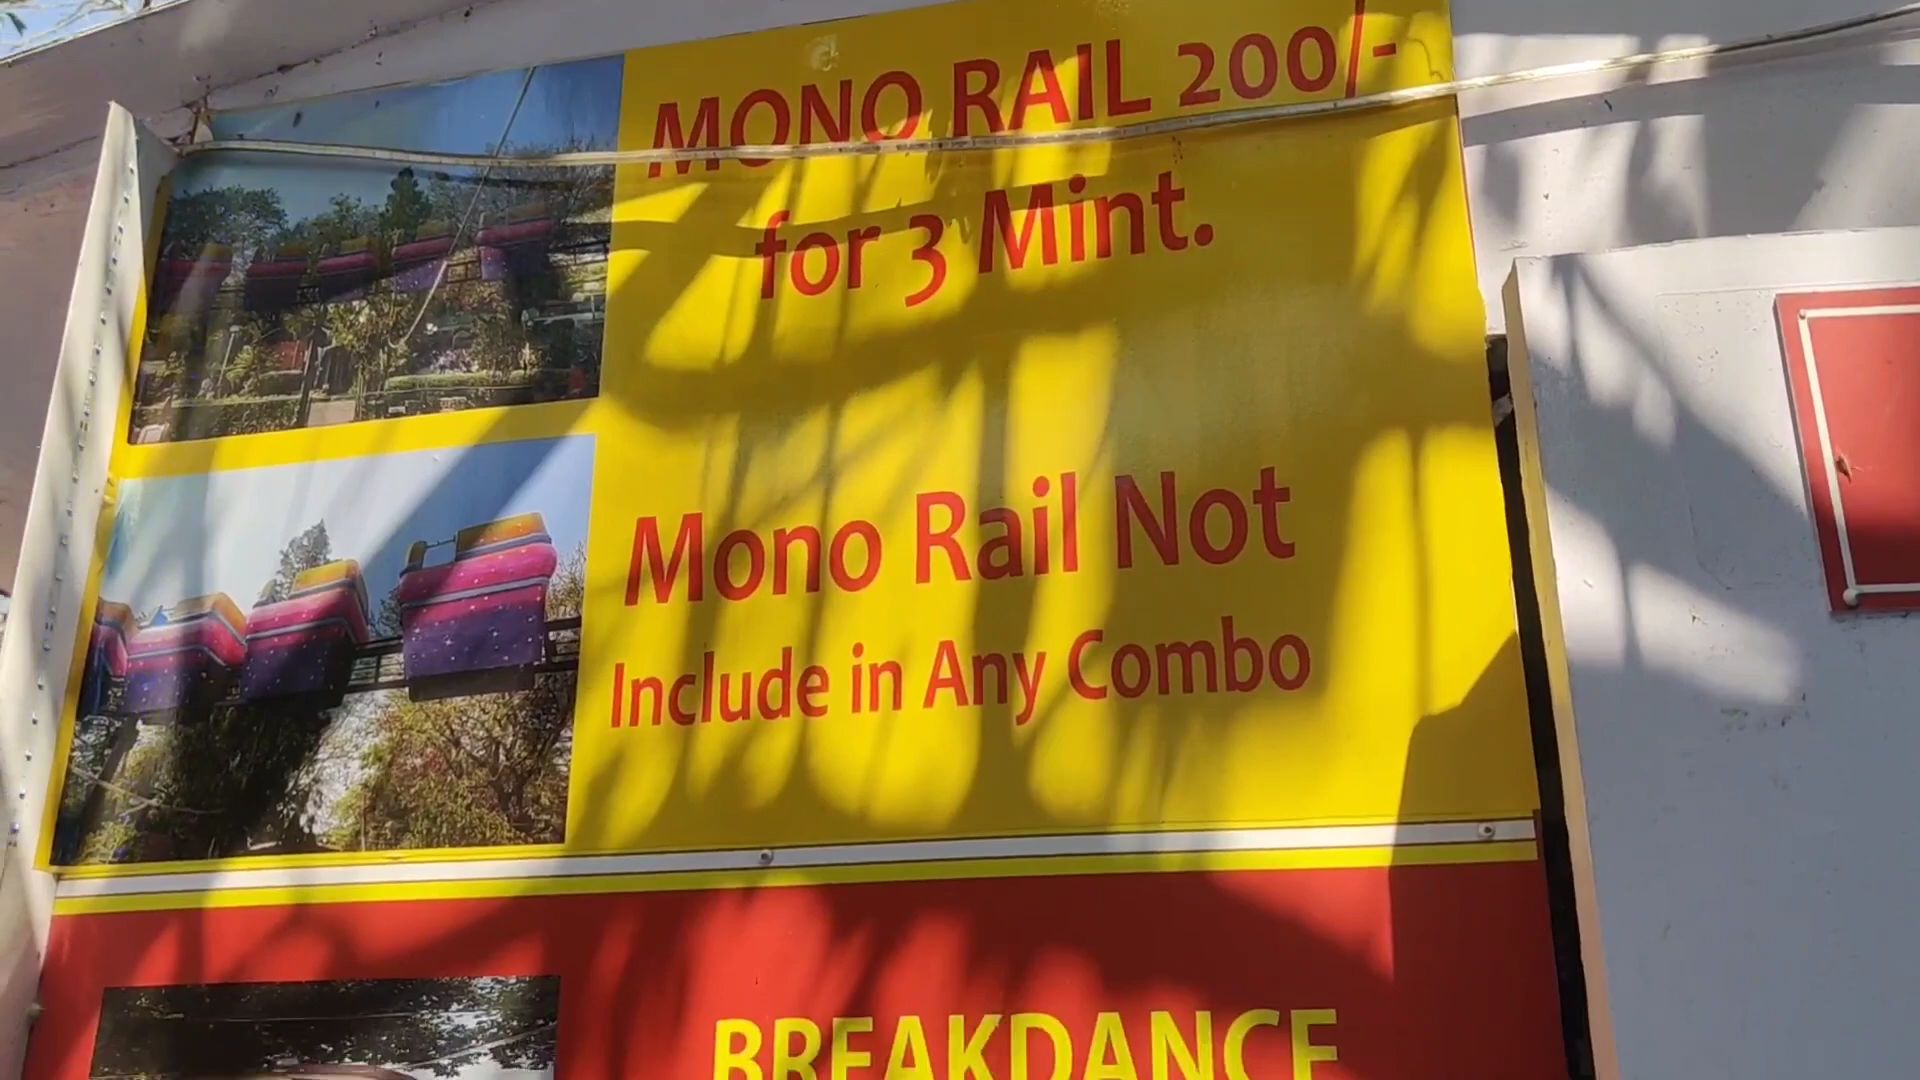 MONO RAIL 200/-
for 3 Mint.
Mono Rail Not
Include in Any Combo
BREAKDANCE